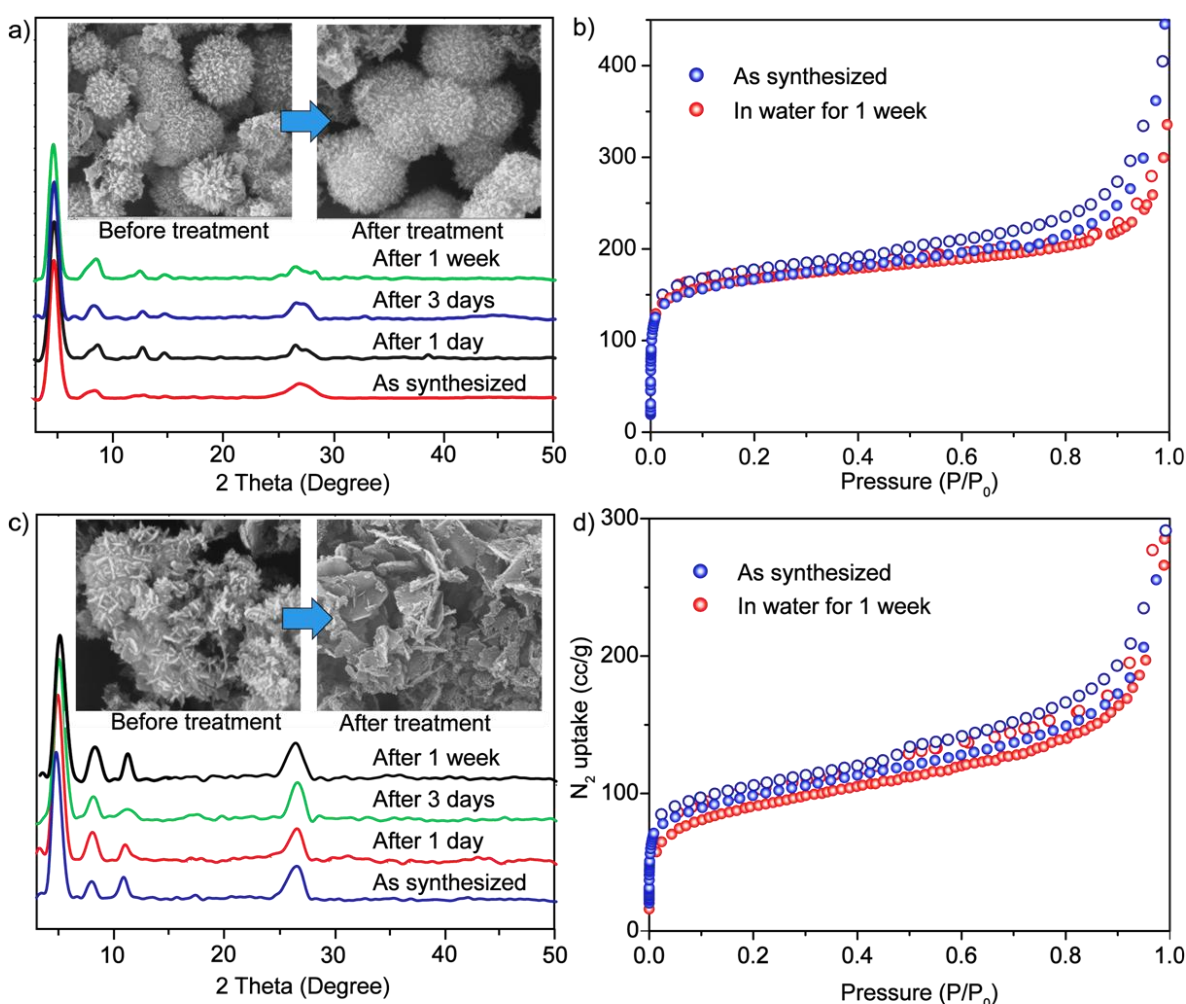 a)
Before treatment
After treatment
After 1 week
After 3 days
After 1 day
As synthesized
10 20 30 40 50
2 Theta (Degree)
b)
As synthesized
In water for 1 week
400
300
200
100
0
0.0 0.2 0.4 0.6 0.8 1.0
Pressure (P/P₀)
c)
Before treatment
After treatment
After 1 week
After 3 days
After 1 day
As synthesized
10 20 30 40 50
2 Theta (Degree)
d)
As synthesized
In water for 1 week
N₂ uptake (cc/g)
300
200
100
0
0.0 0.2 0.4 0.6 0.8 1.0
Pressure (P/P₀)